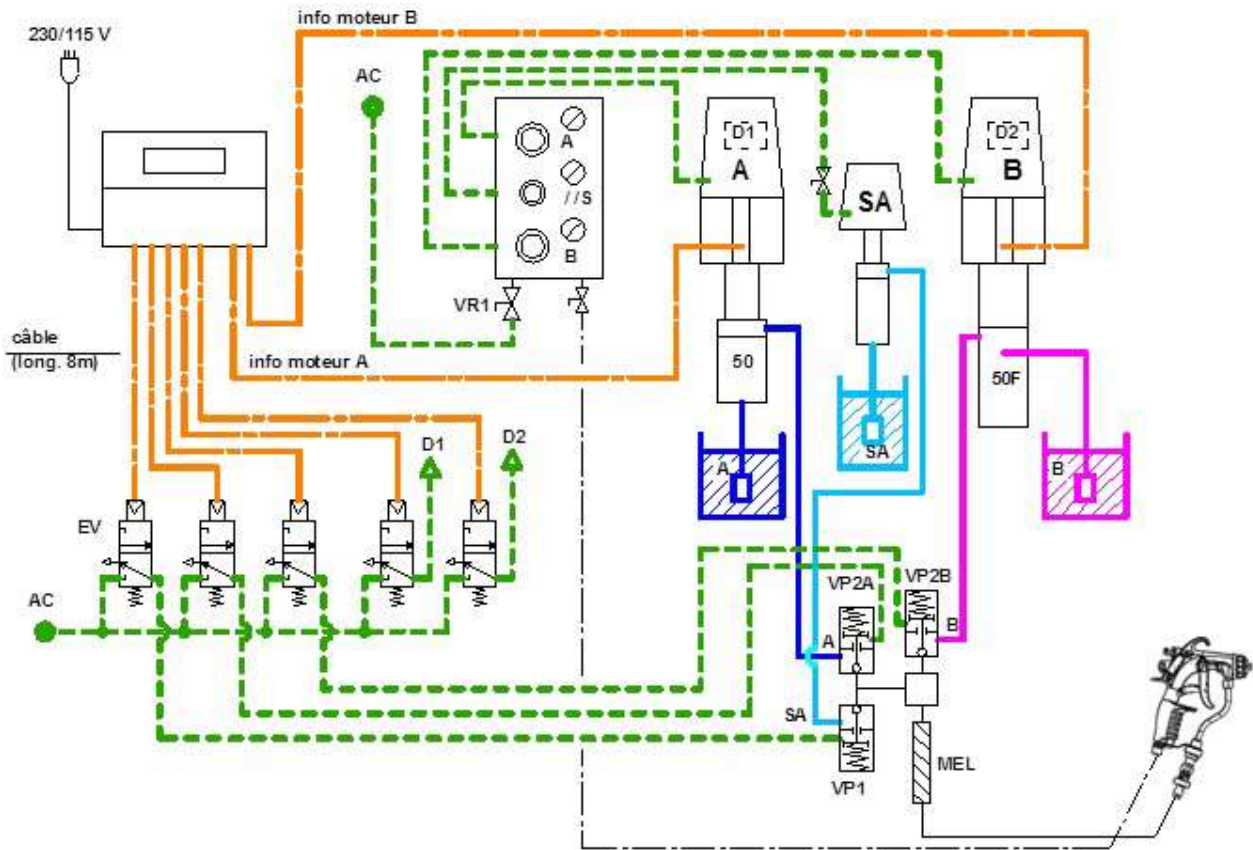 info moteur B
230/115 V
AC
A
//S
B
D1
A
SA
D2
B
VR1
câble
(long. 8m)
info moteur A
50
50F
A
SA
B
D1
D2
EV
AC
VP2A
VP2B
A
B
SA
VP1
MEL